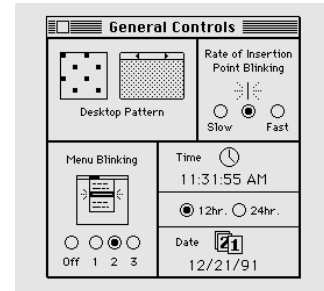 General Controls
Desktop Pattern
Rate of Insertion
Point Blinking
Slow Fast
Menu Blinking
Off 1 2 3
Time
11:31:55 AM
12hr. 24hr.
Date 21
12/21/91